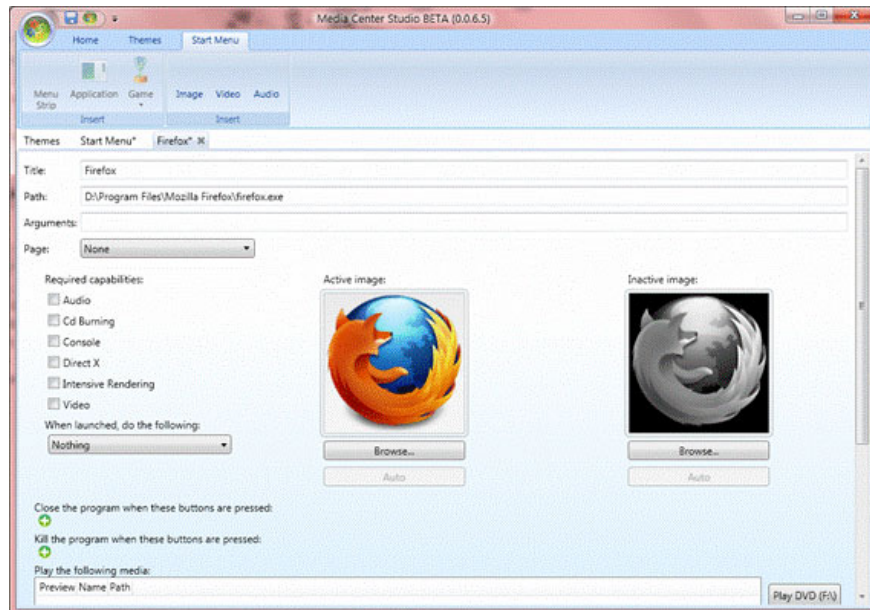 Media Center Studio BETA (0.0.6.5)
Home Themes Start Menu
Menu Strip Application Game Image Video Audio
Insert Insert
Themes Start Menu* Firefox*
Title: Firefox
Path: D:\Program Files\Mozilla Firefox\firefox.exe
Arguments:
Page: None
Required capabilities: Active image: Inactive image:
Audio
Cd Burning
Console
Direct X
Intensive Rendering
Video
When launched, do the following:
Nothing
Browse... Browse...
Auto Auto
Close the program when these buttons are pressed:
Kill the program when these buttons are pressed:
Play the following media:
Preview Name Path Play DVD (F:\)